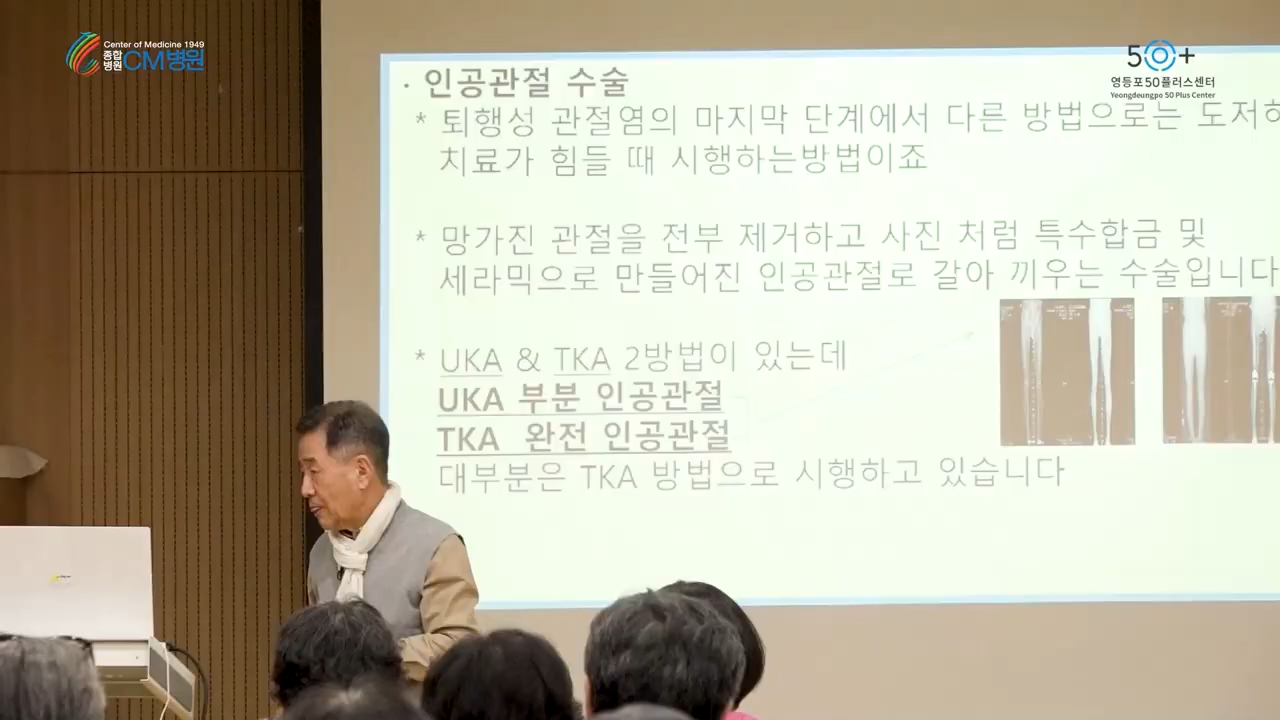 Center of Medicine 1949
종합병원 CM병원
50+
영등포50플러스센터
Yeongdeungpo 50 Plus Center
· 인공관절 수술
* 퇴행성 관절염의 마지막 단계에서 다른 방법으로는 도저히
치료가 힘들 때 시행하는방법이죠
* 망가진 관절을 전부 제거하고 사진 처럼 특수합금 및
세라믹으로 만들어진 인공관절로 갈아 끼우는 수술입니다
* UKA & TKA 2방법이 있는데
UKA 부분 인공관절
TKA 완전 인공관절
대부분은 TKA 방법으로 시행하고 있습니다